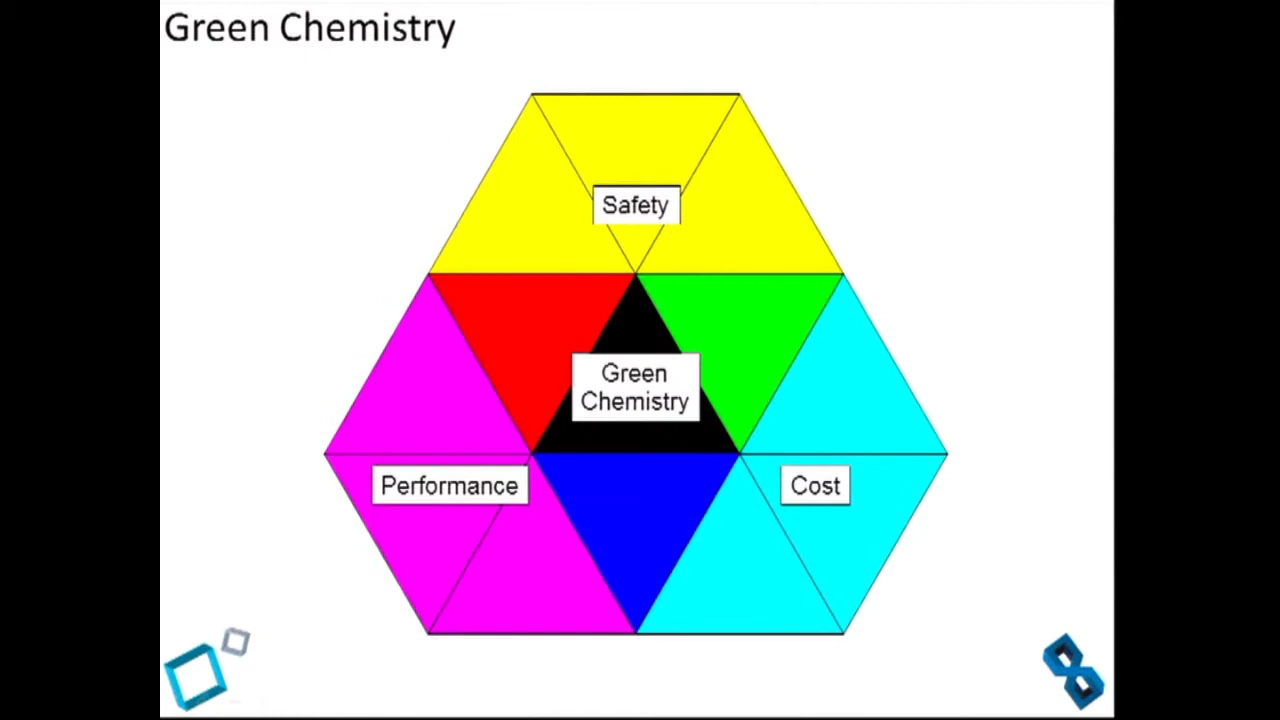 Green Chemistry
Safety
Green
Chemistry
Performance
Cost